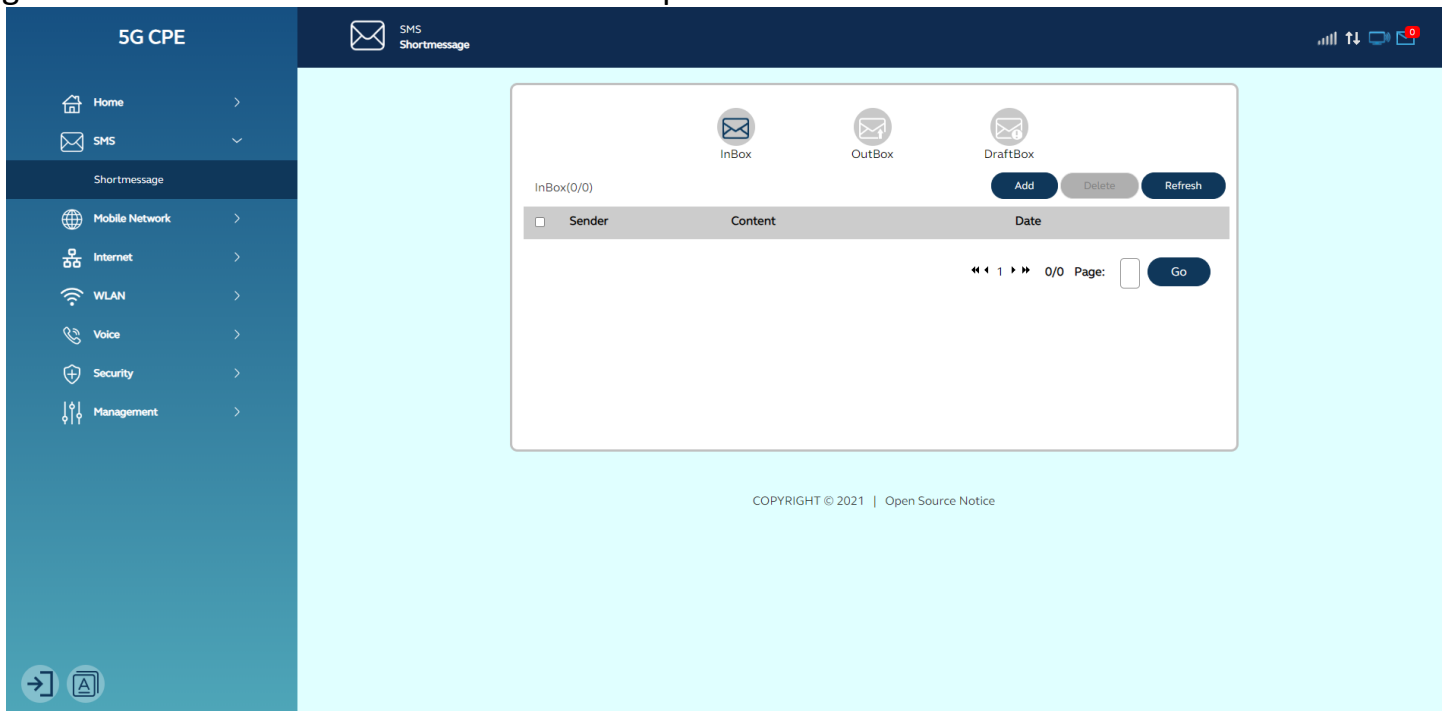 5G CPE
SMS
Shortmessage
0
Home
SMS
Shortmessage
Mobile Network
Internet
WLAN
Voice
Security
Management
InBox
OutBox
DraftBox
InBox(0/0)
Add
Delete
Refresh
Sender
Content
Date
1
0/0
Page:
Go
COPYRIGHT © 2021 | Open Source Notice
A